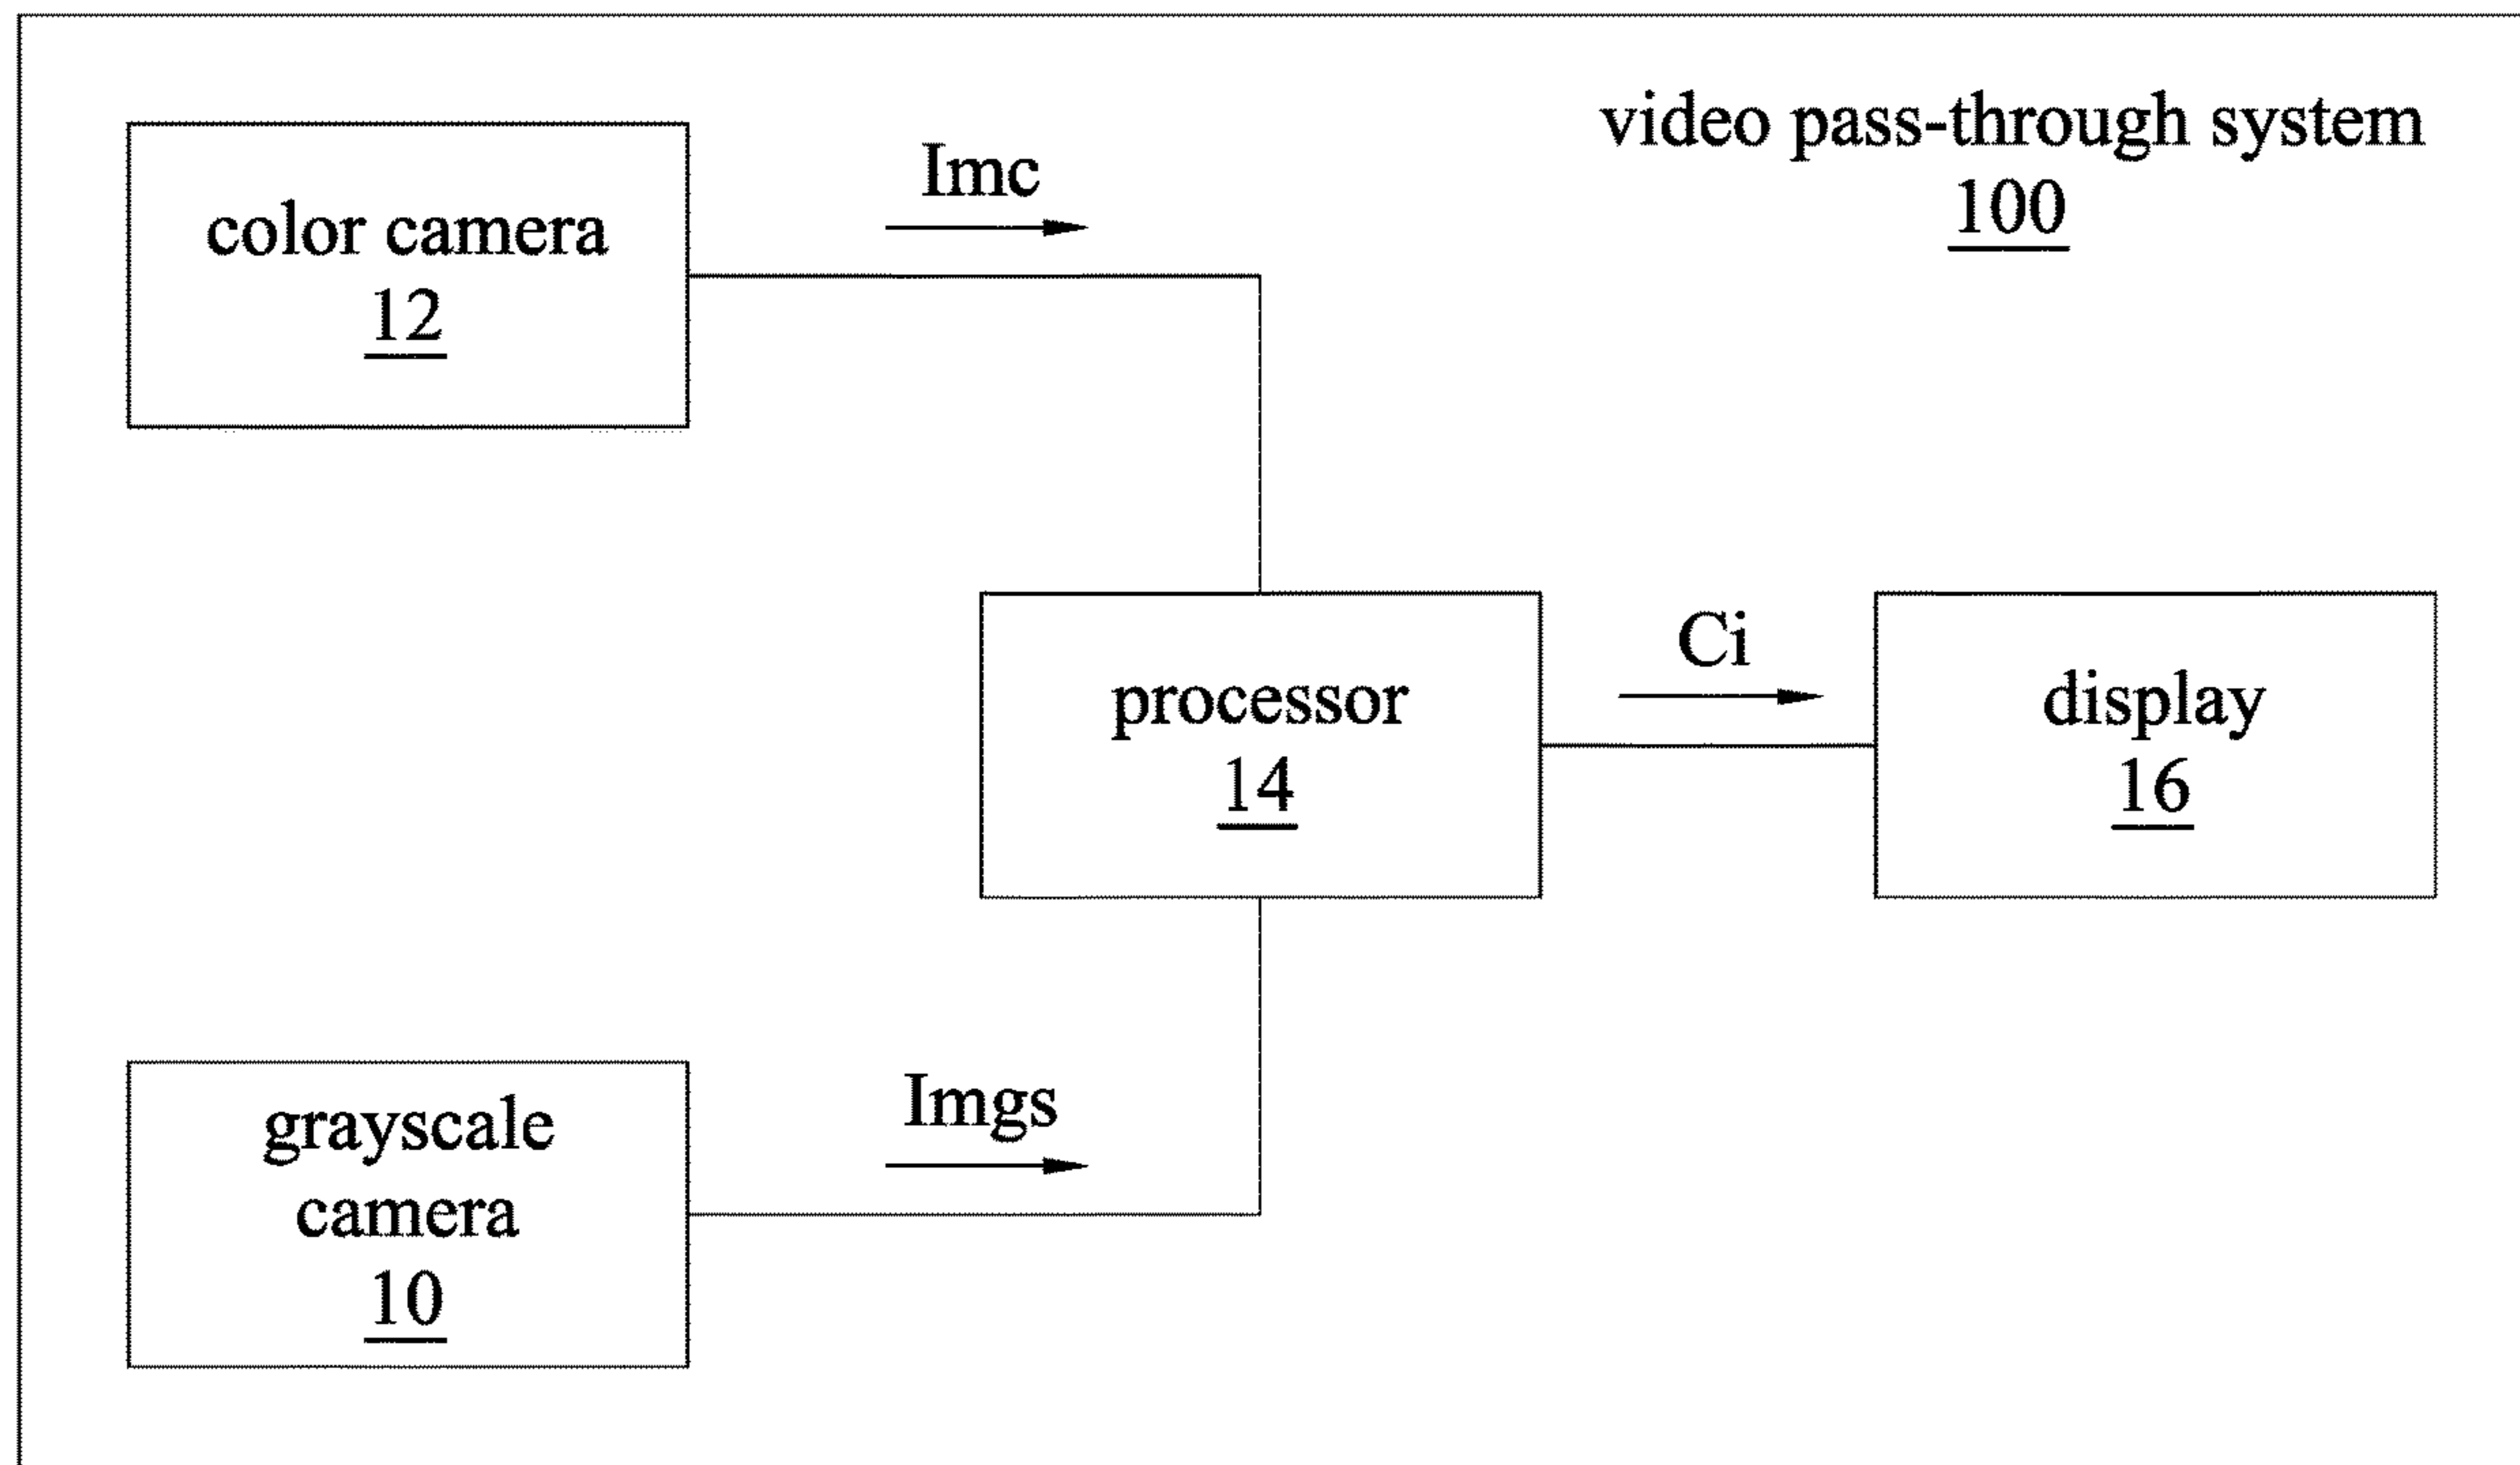 video pass-through system
100
color camera
12
Imc
processor
14
Ci
display
16
grayscale
camera
10
Imgs